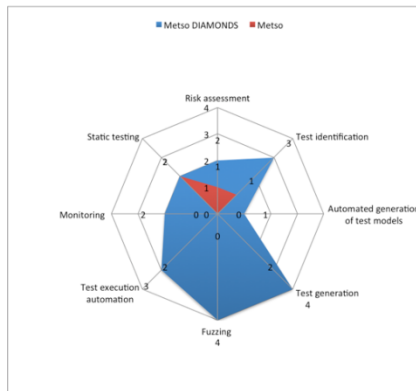 Metso DIAMONDS Metso
Risk assessment
4
3
Static testing
Test identification
3
2
2
1
1
1
Monitoring
2
0 0
0
1
Automated generation
of test models
0
2
2
Test execution
automation
3
Test generation
4
Fuzzing
4